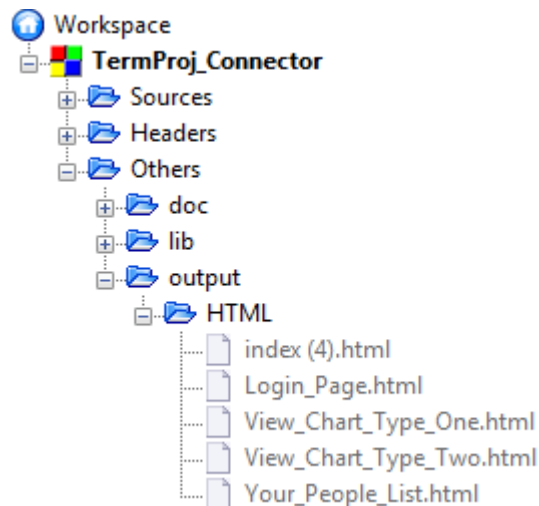 Workspace
TermProj_Connector
Sources
Headers
Others
doc
lib
output
HTML
index (4).html
Login_Page.html
View_Chart_Type_One.html
View_Chart_Type_Two.html
Your_People_List.html